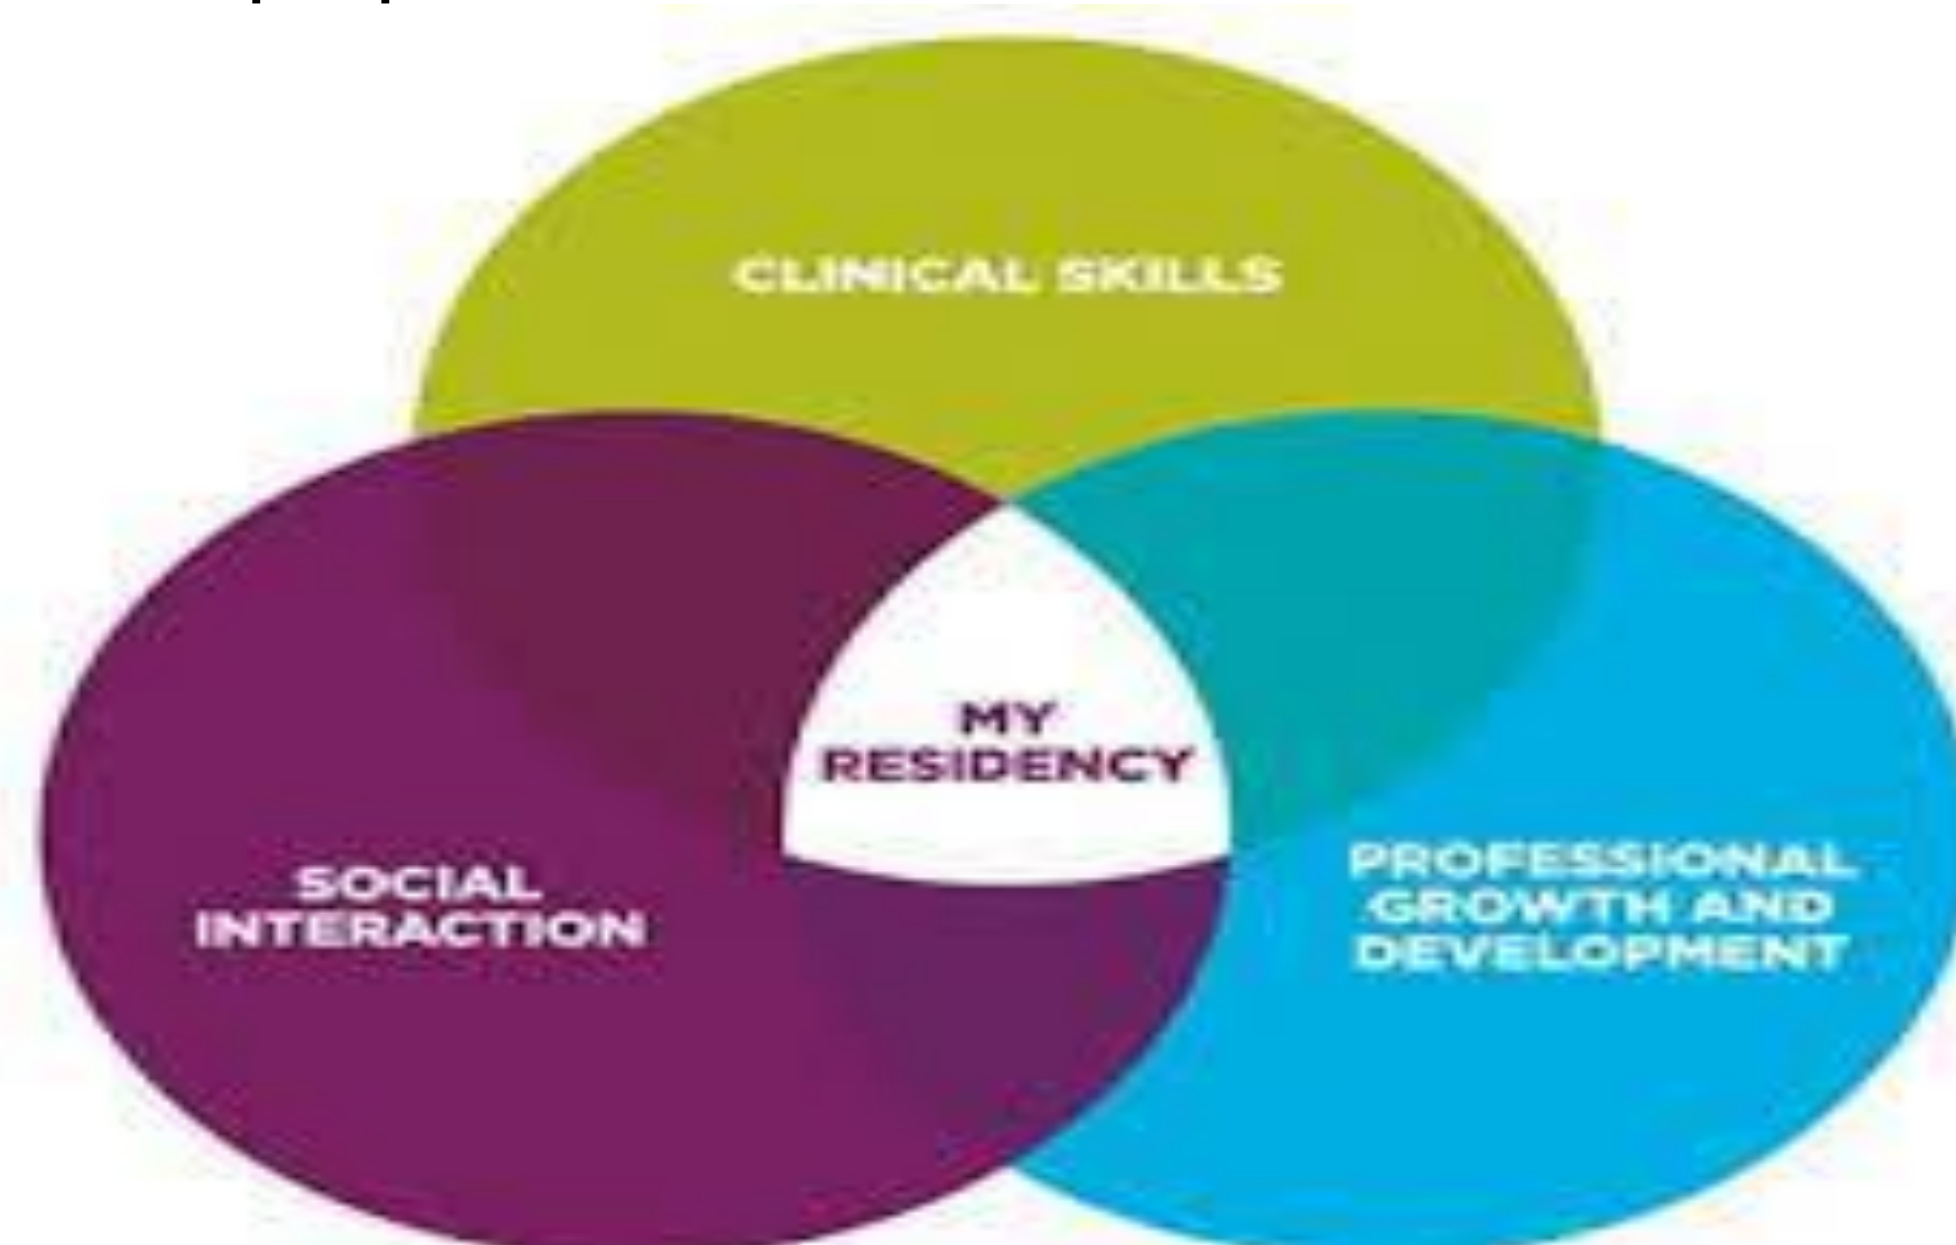 CLINICAL SKILLS
MY
RESIDENCY
SOCIAL
INTERACTION
PROFESSIONAL
GROWTH AND
DEVELOPMENT